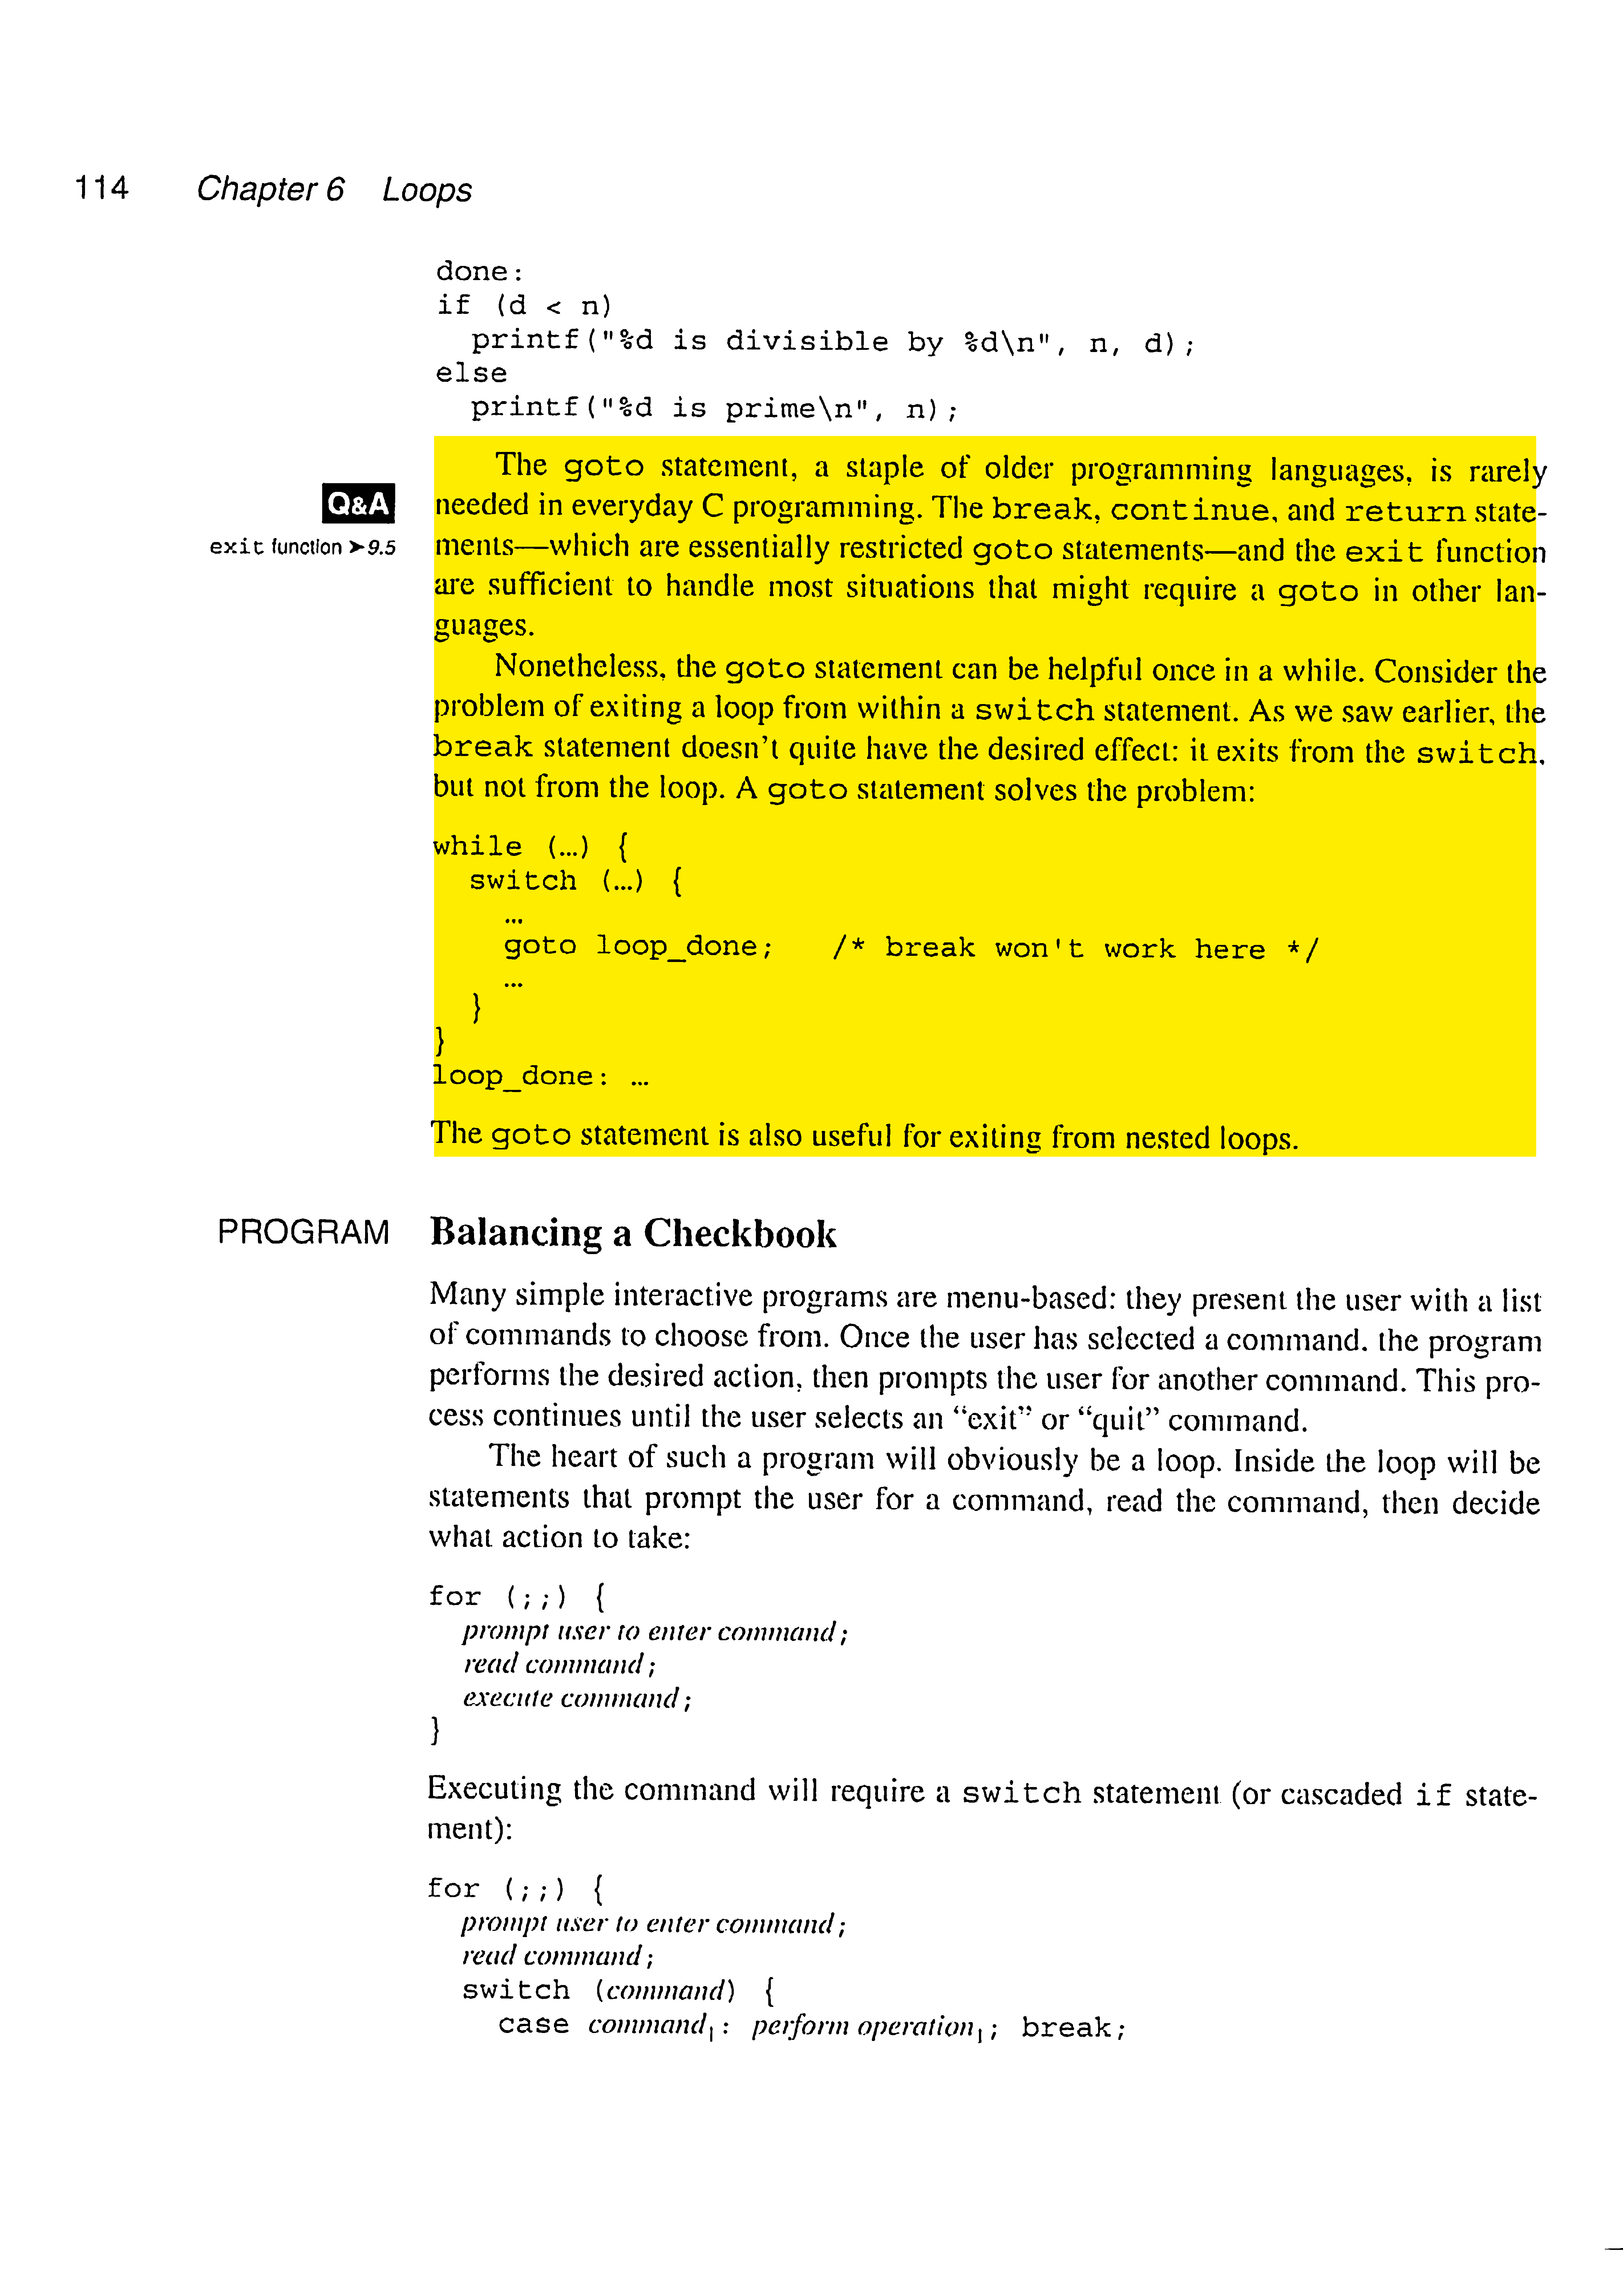 114 Chapter 6 Loops
done:
if (d < n)
printf("%d is divisible by %d\n", n, d);
else
printf("%d is prime\n", n);
The goto statement, a staple of older programming languages, is rarely
Q&A needed in everyday C programming. The break, continue, and return state-
exit function ➤9.5 ments—which are essentially restricted goto statements—and the exit function
are sufficient to handle most situations that might require a goto in other lan-
guages.
Nonetheless, the goto statement can be helpful once in a while. Consider the
problem of exiting a loop from within a switch statement. As we saw earlier, the
break statement doesn't quite have the desired effect: it exits from the switch,
but not from the loop. A goto statement solves the problem:
while (…) {
switch (…) {
…
goto loop_done; /* break won't work here */
…
}
}
loop_done: …
The goto statement is also useful for exiting from nested loops.
PROGRAM Balancing a Checkbook
Many simple interactive programs are menu-based: they present the user with a list
of commands to choose from. Once the user has selected a command, the program
performs the desired action, then prompts the user for another command. This pro-
cess continues until the user selects an “exit” or “quit” command.
The heart of such a program will obviously be a loop. Inside the loop will be
statements that prompt the user for a command, read the command, then decide
what action to take:
for (;;) {
prompt user to enter command;
read command;
execute command;
}
Executing the command will require a switch statement (or cascaded if state-
ment):
for (;;) {
prompt user to enter command;
read command;
switch (command) {
case command₁: perform operation₁; break;